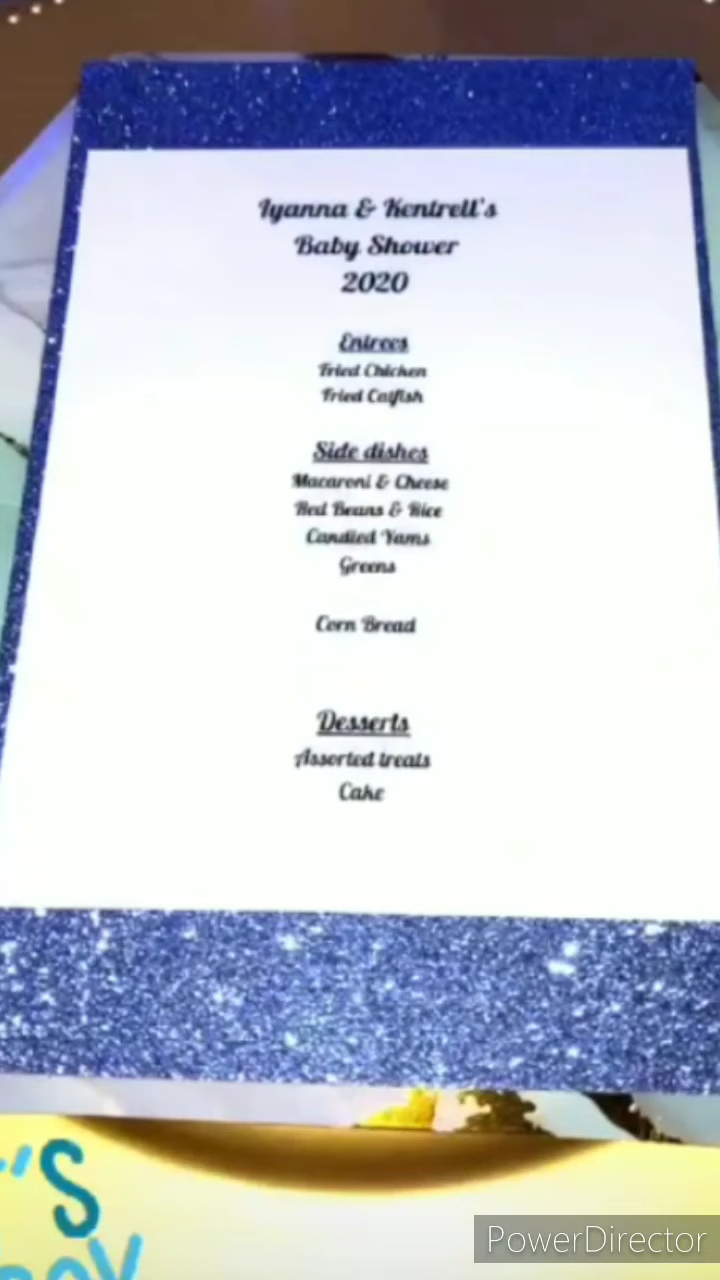 Iyanna & Kentrell's
Baby Shower
2020
Entrees
Fried Chicken
Fried Catfish
Side dishes
Macaroni & Cheese
Red Beans & Rice
Candied Yams
Greens
Corn Bread
Desserts
Assorted treats
Cake
'S
PowerDirector